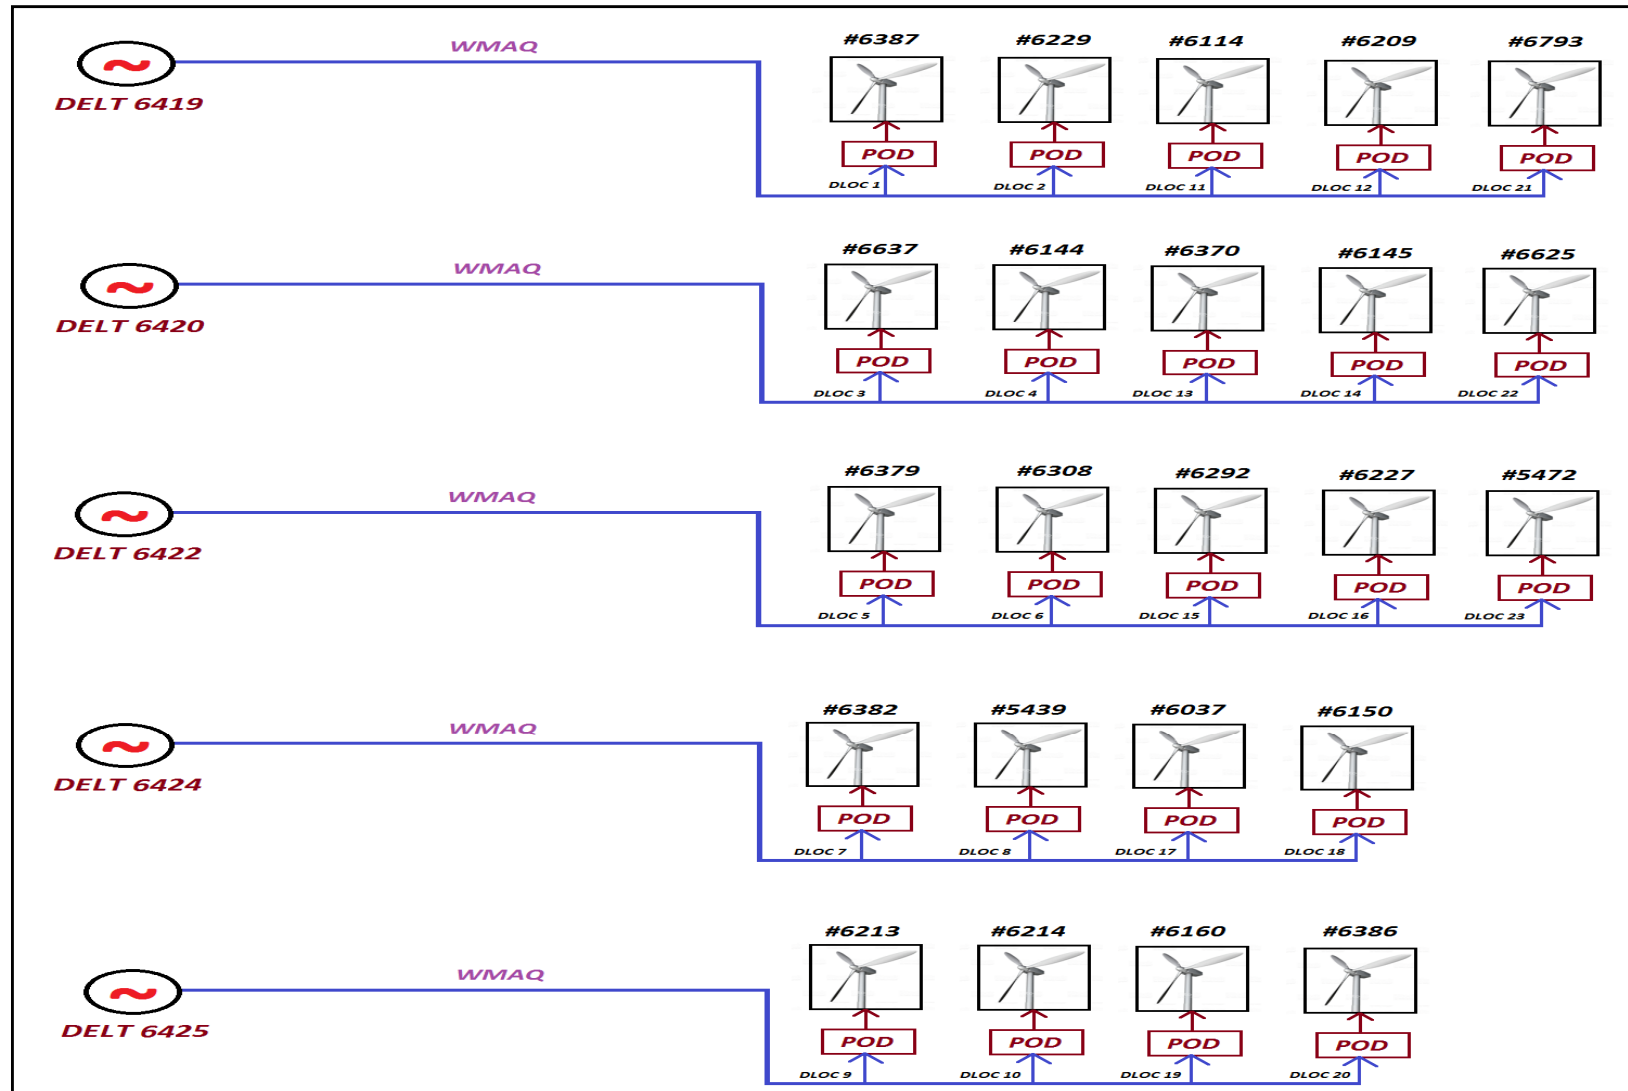 WMAQ
#6387 #6229 #6114 #6209 #6793
~
DELT 6419
POD POD POD POD POD
DLOC 1 DLOC 2 DLOC 11 DLOC 12 DLOC 21
WMAQ
#6637 #6144 #6370 #6145 #6625
~
DELT 6420
POD POD POD POD POD
DLOC 3 DLOC 4 DLOC 13 DLOC 14 DLOC 22
WMAQ
#6379 #6308 #6292 #6227 #5472
~
DELT 6422
POD POD POD POD POD
DLOC 5 DLOC 6 DLOC 15 DLOC 16 DLOC 23
WMAQ
#6382 #5439 #6037 #6150
~
DELT 6424
POD POD POD POD
DLOC 7 DLOC 8 DLOC 17 DLOC 18
WMAQ
#6213 #6214 #6160 #6386
~
DELT 6425
POD POD POD POD
DLOC 9 DLOC 10 DLOC 19 DLOC 20